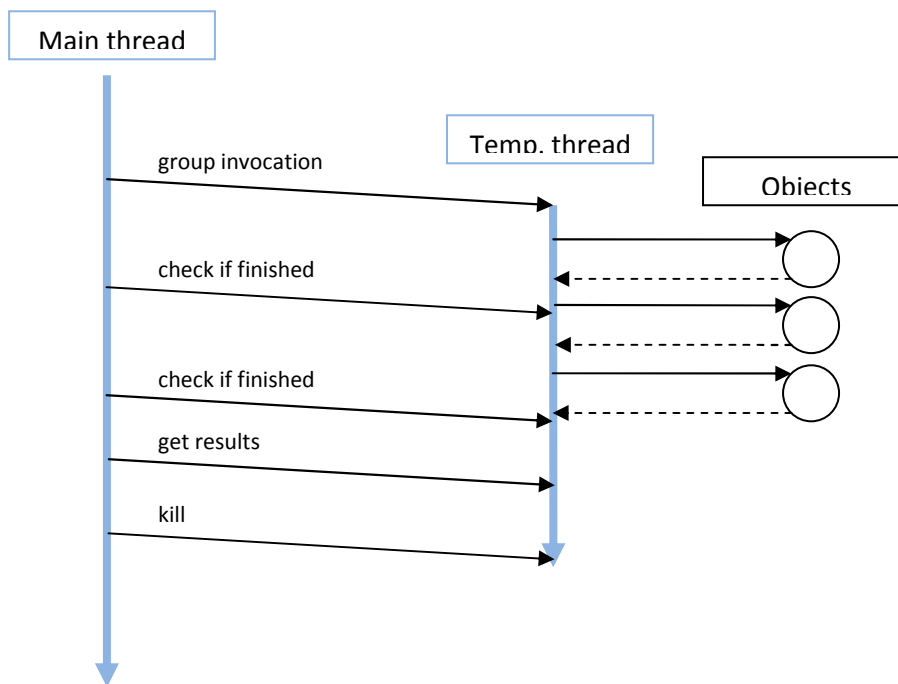 Main thread
Temp. thread
group invocation
Objects
check if finished
check if finished
get results
kill